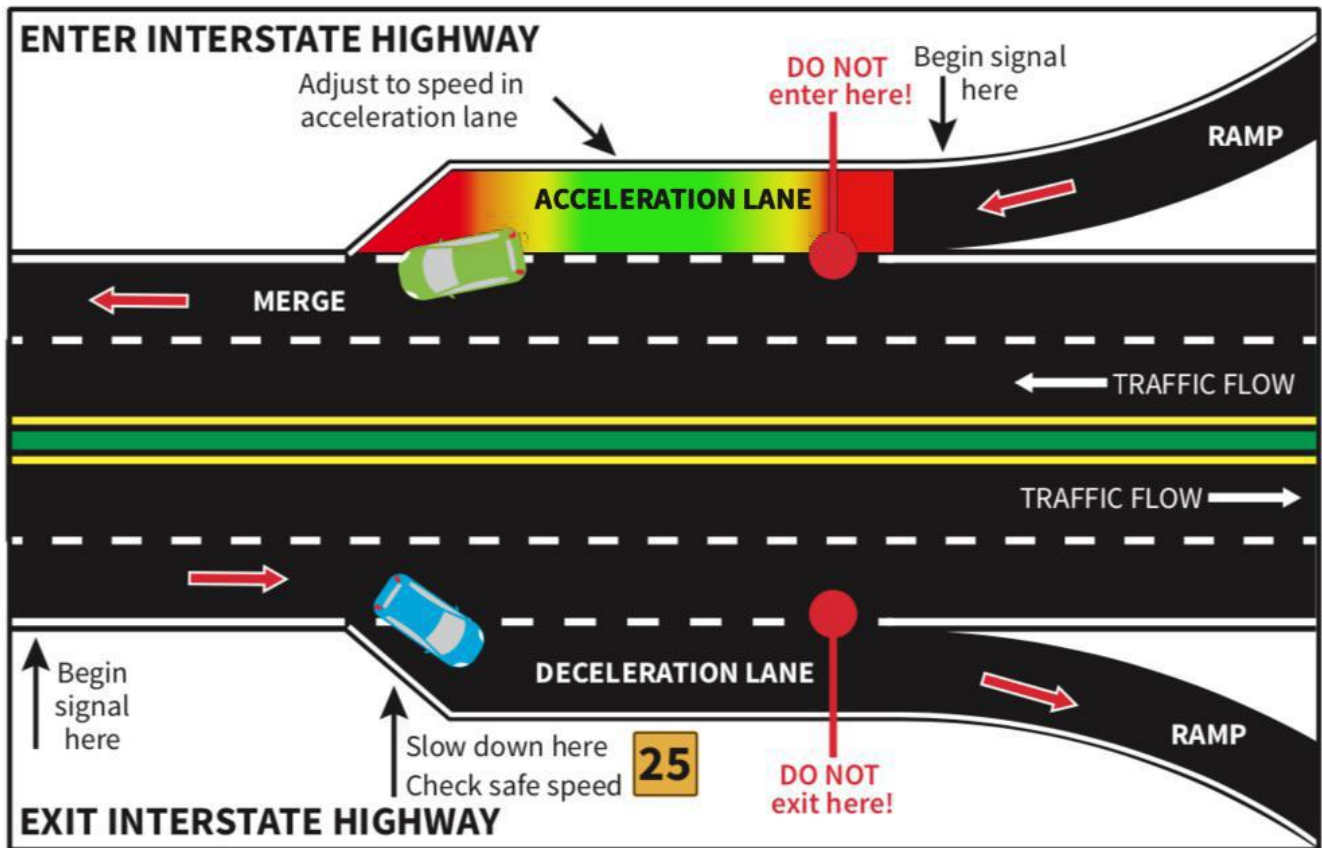 ENTER INTERSTATE HIGHWAY
Adjust to speed in
acceleration lane
DO NOT
enter here!
Begin signal
here
RAMP
ACCELERATION LANE
MERGE
TRAFFIC FLOW
TRAFFIC FLOW
DECELERATION LANE
Begin
signal
here
Slow down here
Check safe speed
25
DO NOT
exit here!
RAMP
EXIT INTERSTATE HIGHWAY